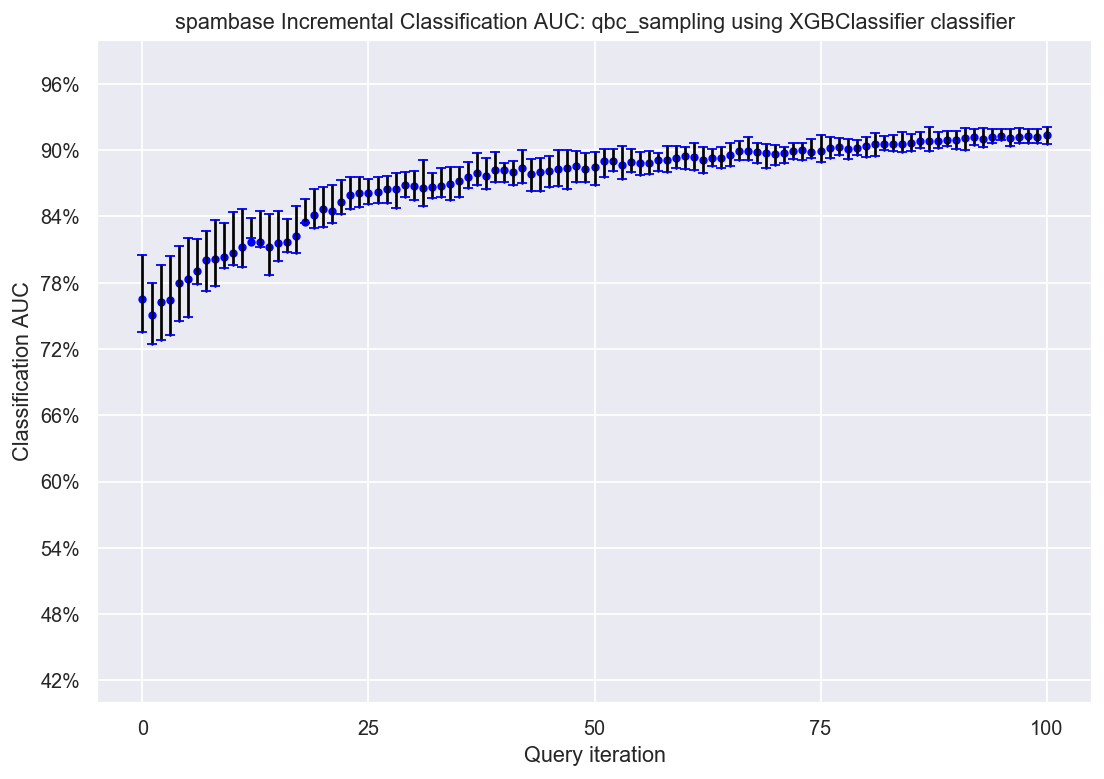 spambase Incremental Classification AUC: qbc_sampling using XGBClassifier classifier
96%
90%
84%
78%
72%
66%
60%
54%
48%
42%
Classification AUC
0 25 50 75 100
Query iteration